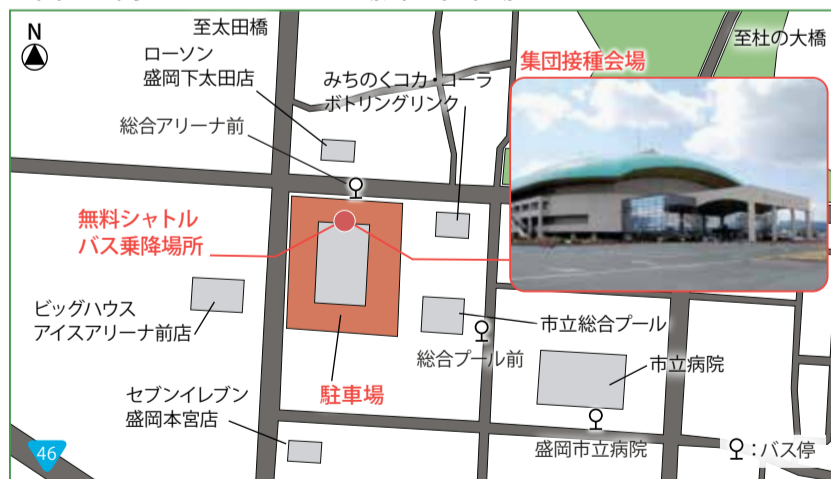 N
至太田橋
至杜の大橋
ローソン
盛岡下太田店
みちのくコカ・コーラ
ボトリングリンク
集団接種会場
総合アリーナ前
無料シャトル
バス乗降場所
ビッグハウス
アイスアリーナ前店
市立総合プール
総合プール前
市立病院
駐車場
セブンイレブン
盛岡本宮店
盛岡市立病院
:バス停
46